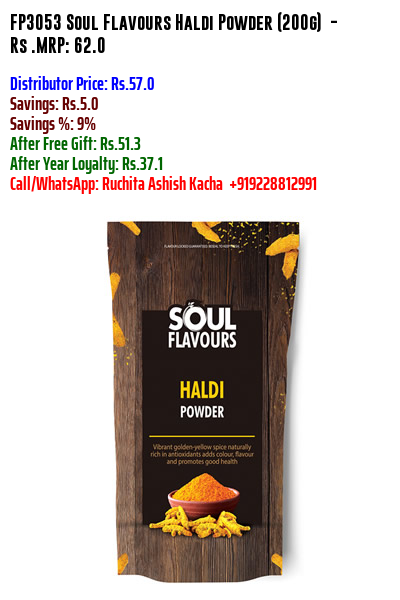 FP3053 Soul Flavours Haldi Powder (200g) -
Rs .MRP: 62.0
Distributor Price: Rs.57.0
Savings: Rs.5.0
Savings %: 9%
After Free Gift: Rs.51.3
After Year Loyalty: Rs.37.1
Call/WhatsApp: Ruchita Ashish Kacha +919228812991
SOUL
FLAVOURS
HALDI
POWDER
Vibrant golden-yellow spice naturally
rich in antioxidants adds colour, flavour
and promotes good health